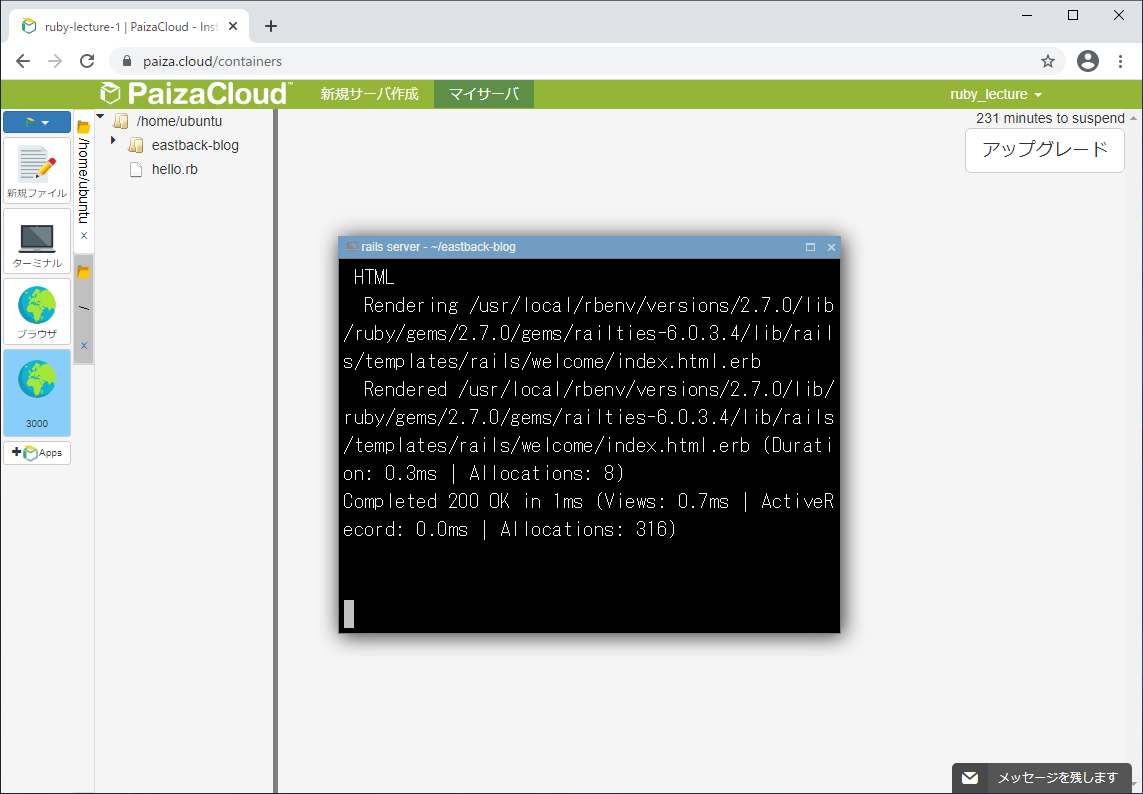 ruby-lecture-1 | PaizaCloud - Inst
paiza.cloud/containers
PaizaCloud™
新規サーバ作成
マイサーバ
ruby_lecture
231 minutes to suspend
アップグレード
新規ファイル
ターミナル
ブラウザ
3000
Apps
/home/ubuntu
x
/
x
/home/ubuntu
eastback-blog
hello.rb
rails server - ~/eastback-blog
HTML
Rendering /usr/local/rbenv/versions/2.7.0/lib
/ruby/gems/2.7.0/gems/railties-6.0.3.4/lib/rail
s/templates/rails/welcome/index.html.erb
Rendered /usr/local/rbenv/versions/2.7.0/lib/
ruby/gems/2.7.0/gems/railties-6.0.3.4/lib/rails
/templates/rails/welcome/index.html.erb (Durati
on: 0.3ms | Allocations: 8)
Completed 200 OK in 1ms (Views: 0.7ms | ActiveR
ecord: 0.0ms | Allocations: 316)
メッセージを残します